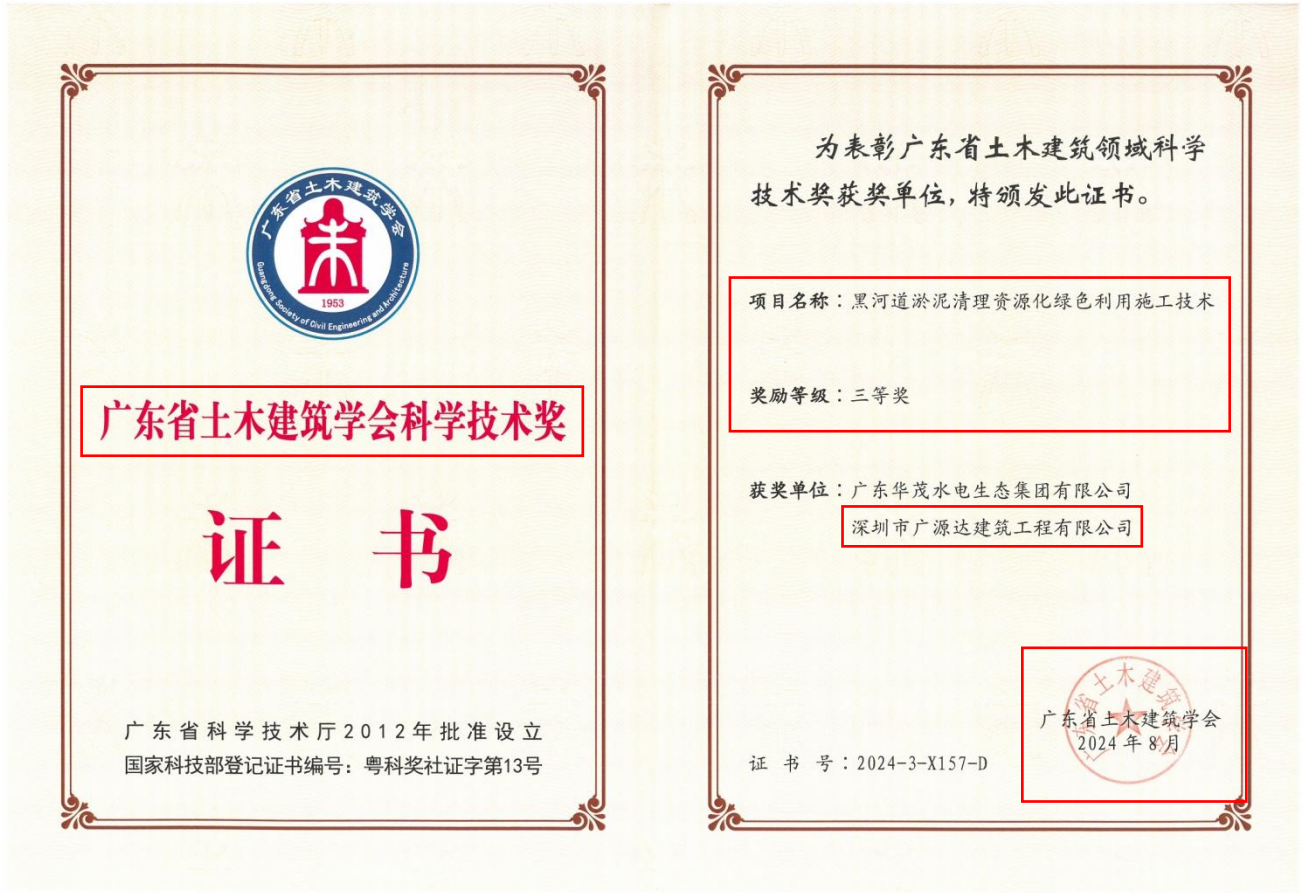 广东省土木建筑学会
1953
Guangdong Society of Civil Engineering and Architecture
广东省土木建筑学会科学技术奖
证 书
广东省科学技术厅2012年批准设立
国家科技部登记证书编号：粤科奖社证字第13号
为表彰广东省土木建筑领域科学
技术奖获奖单位，特颁发此证书。
项目名称：黑河道淤泥清理资源化绿色利用施工技术
奖励等级：三等奖
获奖单位：广东华茂水电生态集团有限公司
深圳市广源达建筑工程有限公司
广东省土木建筑学会
广东省土木建筑学会
2024年8月
证 书 号：2024-3-X157-D